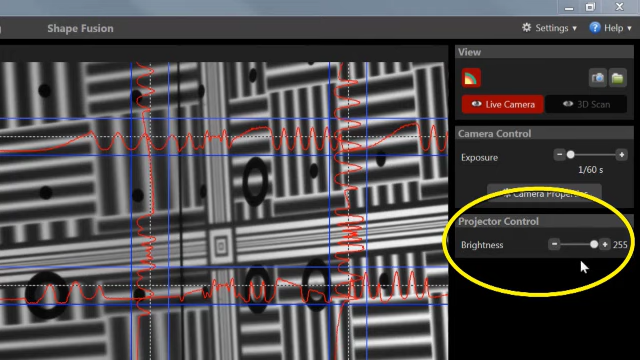 Shape Fusion
Settings
Help
View
Live Camera
3D Scan
Camera Control
Exposure
1/60 s
Camera Properties
Projector Control
Brightness
255